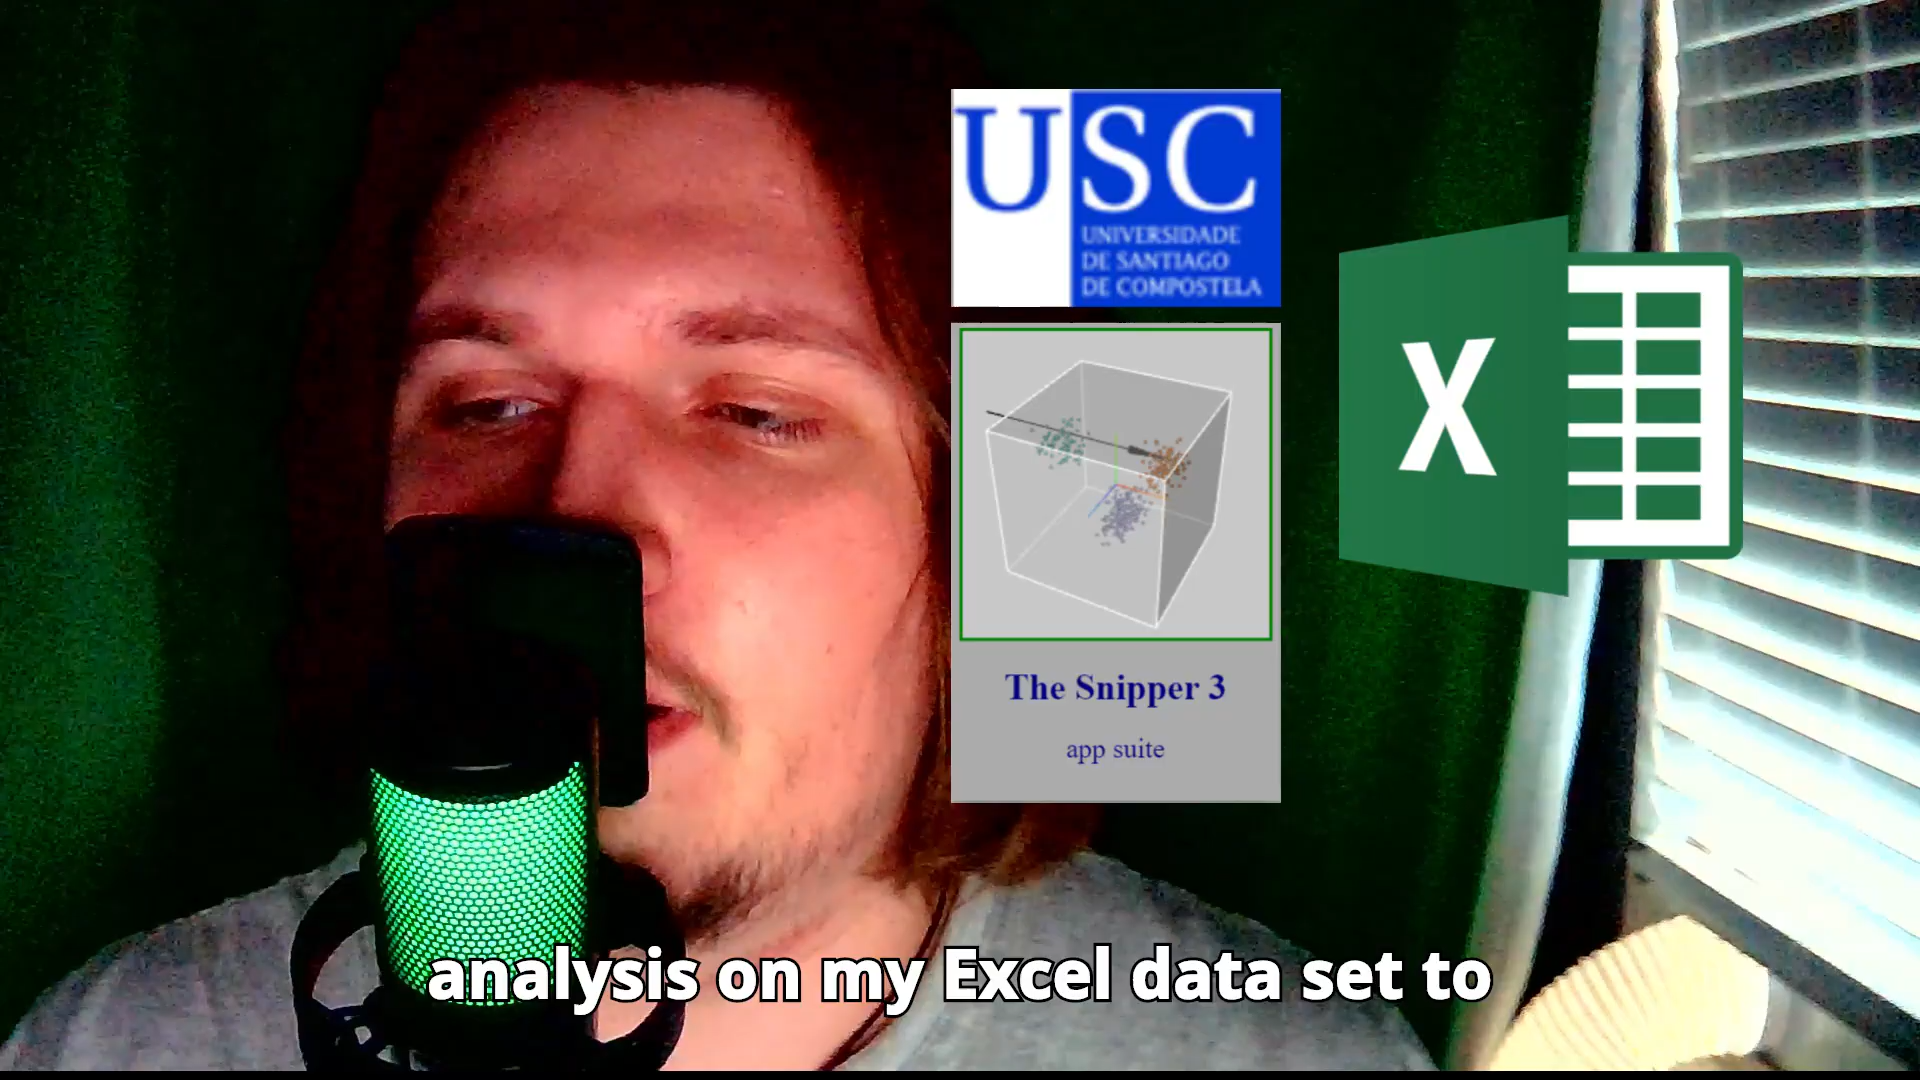 USC
UNIVERSIDADE
DE SANTIAGO
DE COMPOSTELA
X
The Snipper 3
app suite
analysis on my Excel data set to